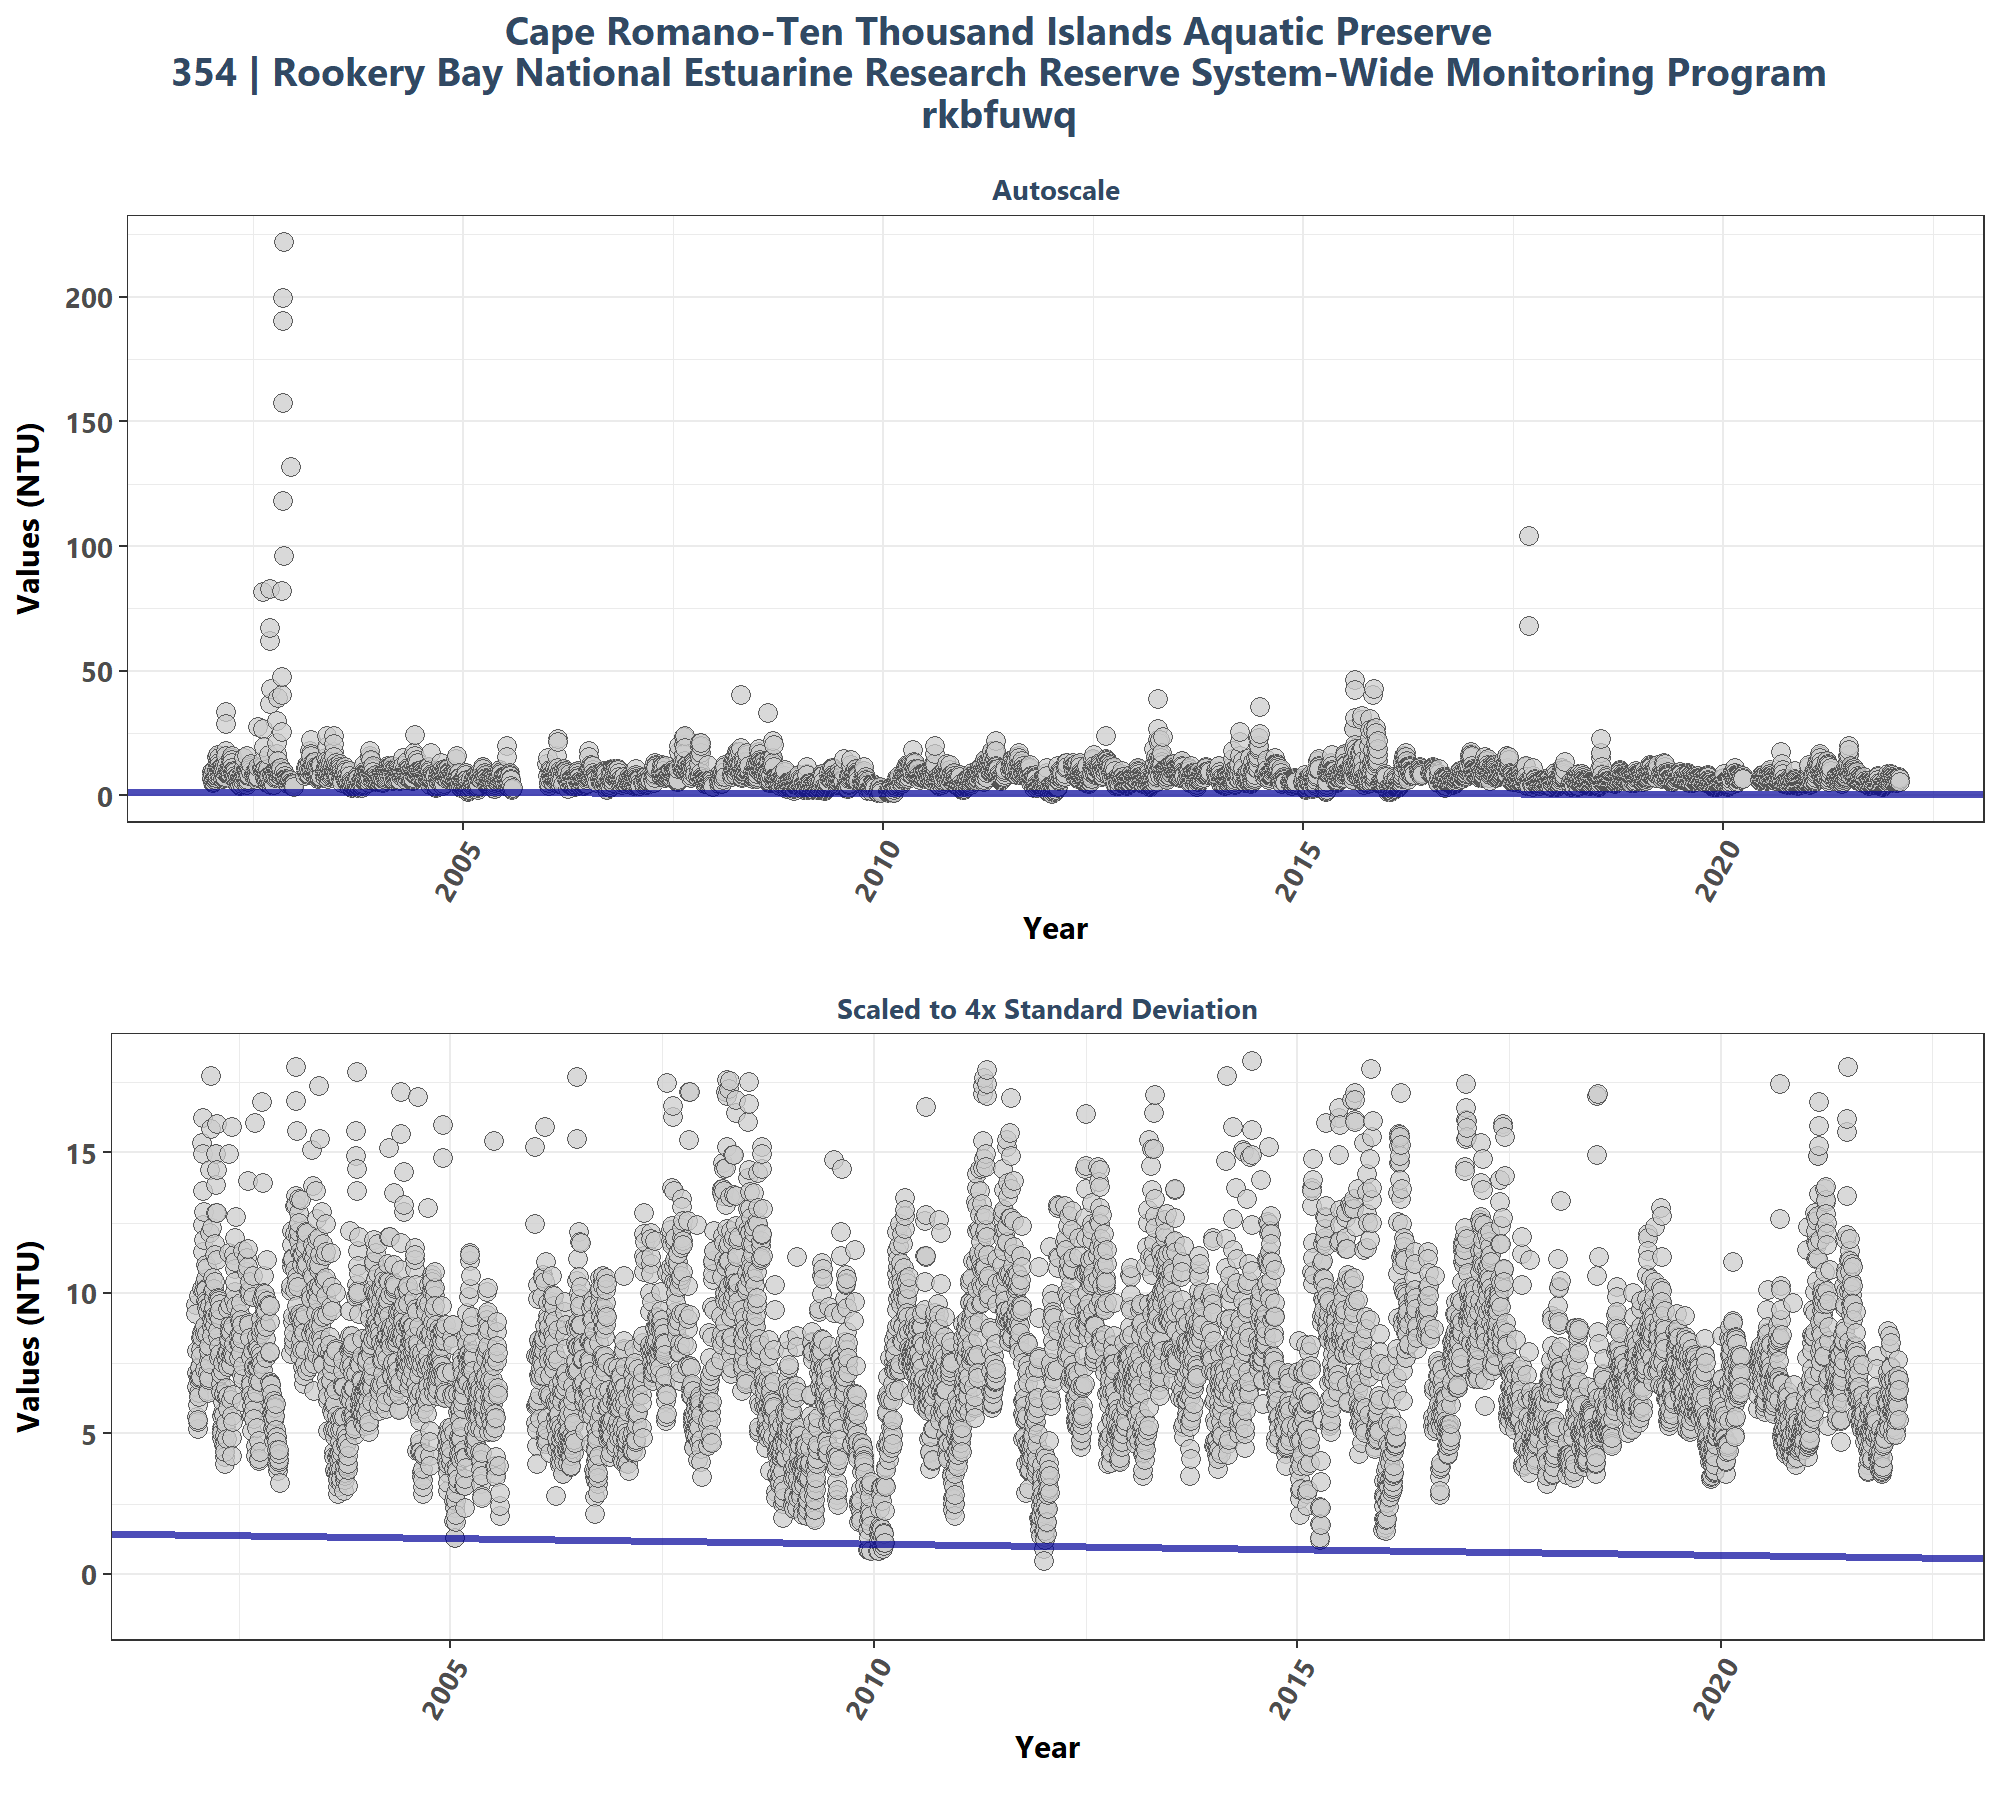 Cape Romano-Ten Thousand Islands Aquatic Preserve
354 | Rookery Bay National Estuarine Research Reserve System-Wide Monitoring Program
rkbfuwq
Autoscale
Values (NTU)
200
150
100
50
0
2005
2010
2015
2020
Year
Scaled to 4x Standard Deviation
Values (NTU)
15
10
5
0
2005
2010
2015
2020
Year